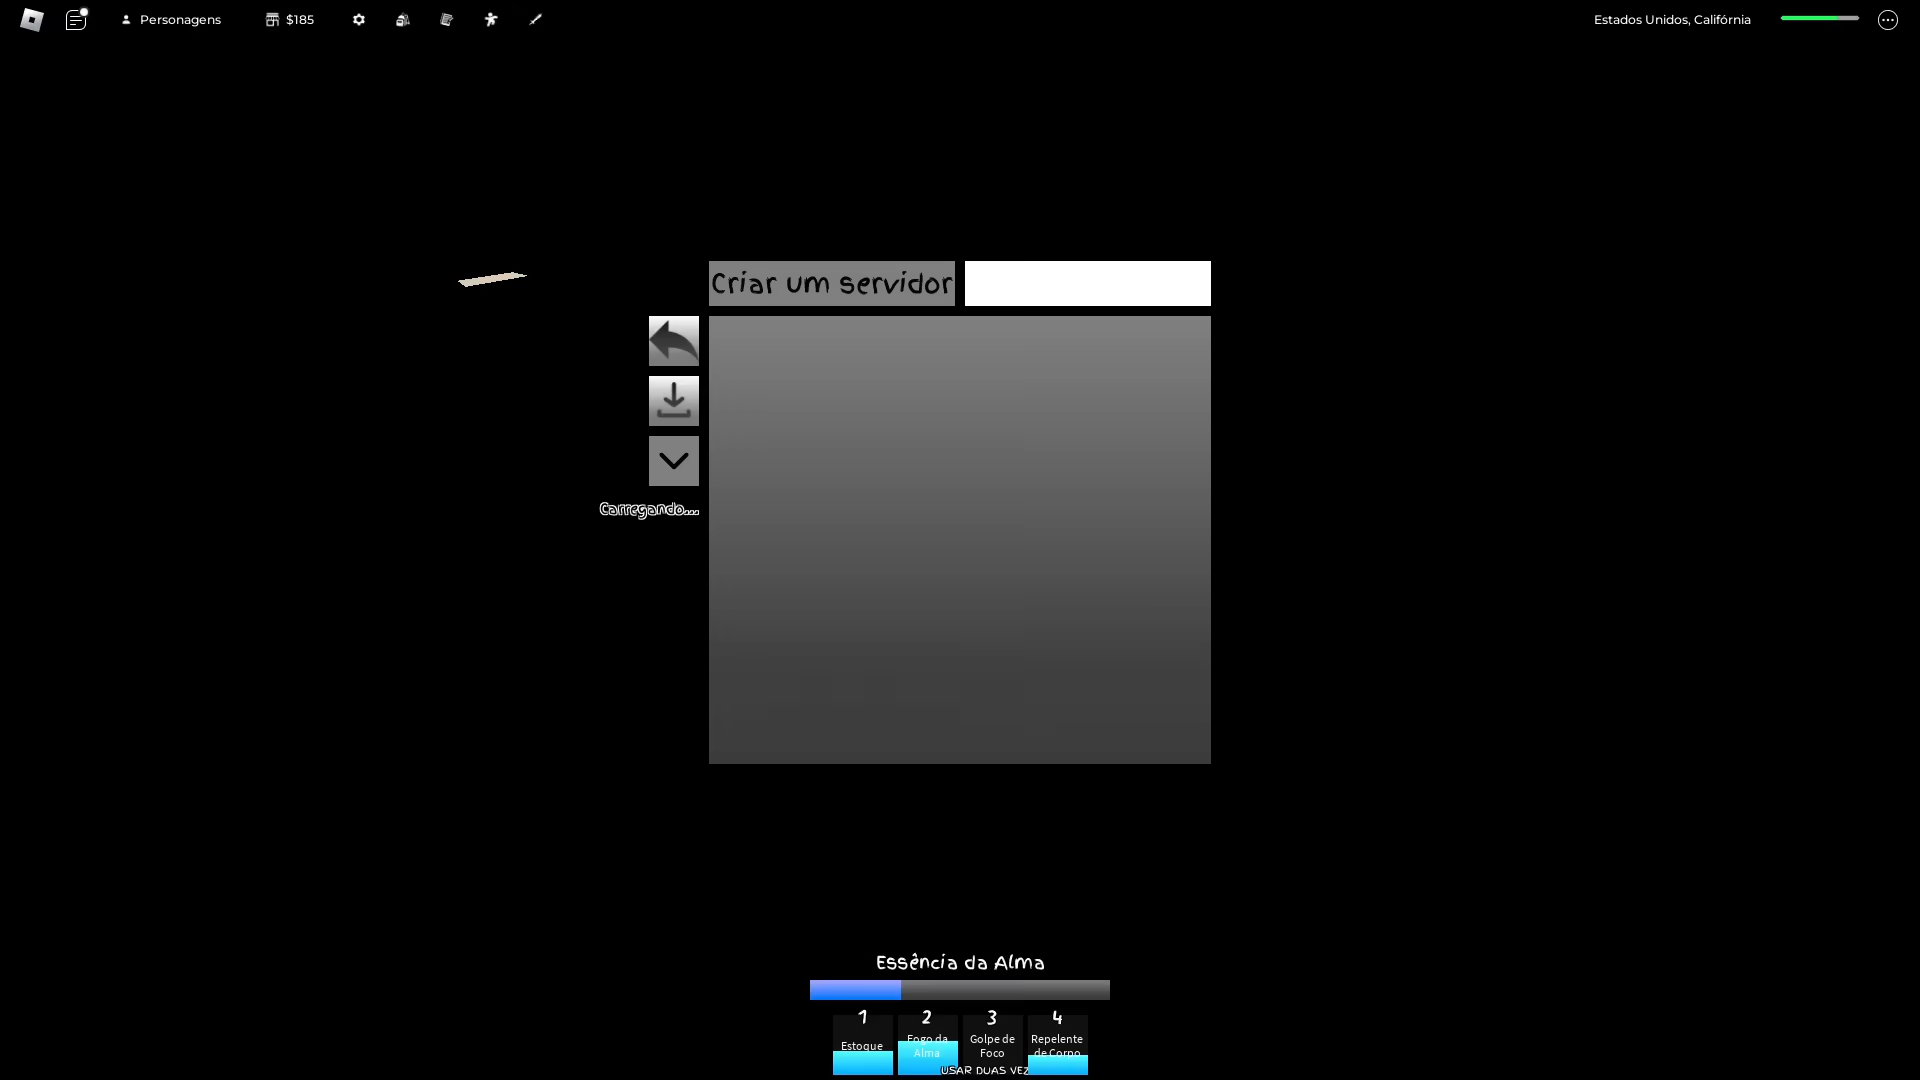 Personagens
$185
Estados Unidos, Califórnia
Criar um servidor
Carregando...
Essência da Alma
1
2
3
4
Estoque
Fogo da
Alma
Golpe de
Foco
Repelente
de Corpo
USAR DUAS VEZ